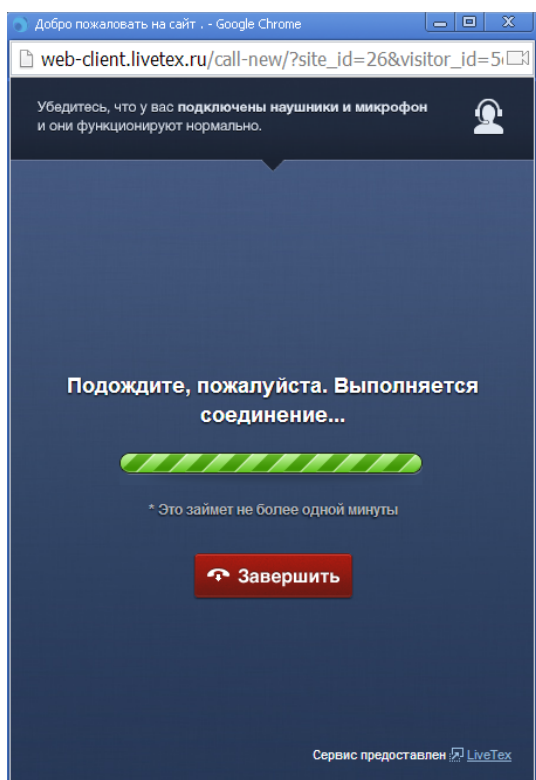 Добро пожаловать на сайт . - Google Chrome
web-client.livetex.ru/call-new/?site_id=26&visitor_id=5
Убедитесь, что у вас подключены наушники и микрофон
и они функционируют нормально.
Подождите, пожалуйста. Выполняется
соединение...
* Это займет не более одной минуты
Завершить
Сервис предоставлен LiveTex